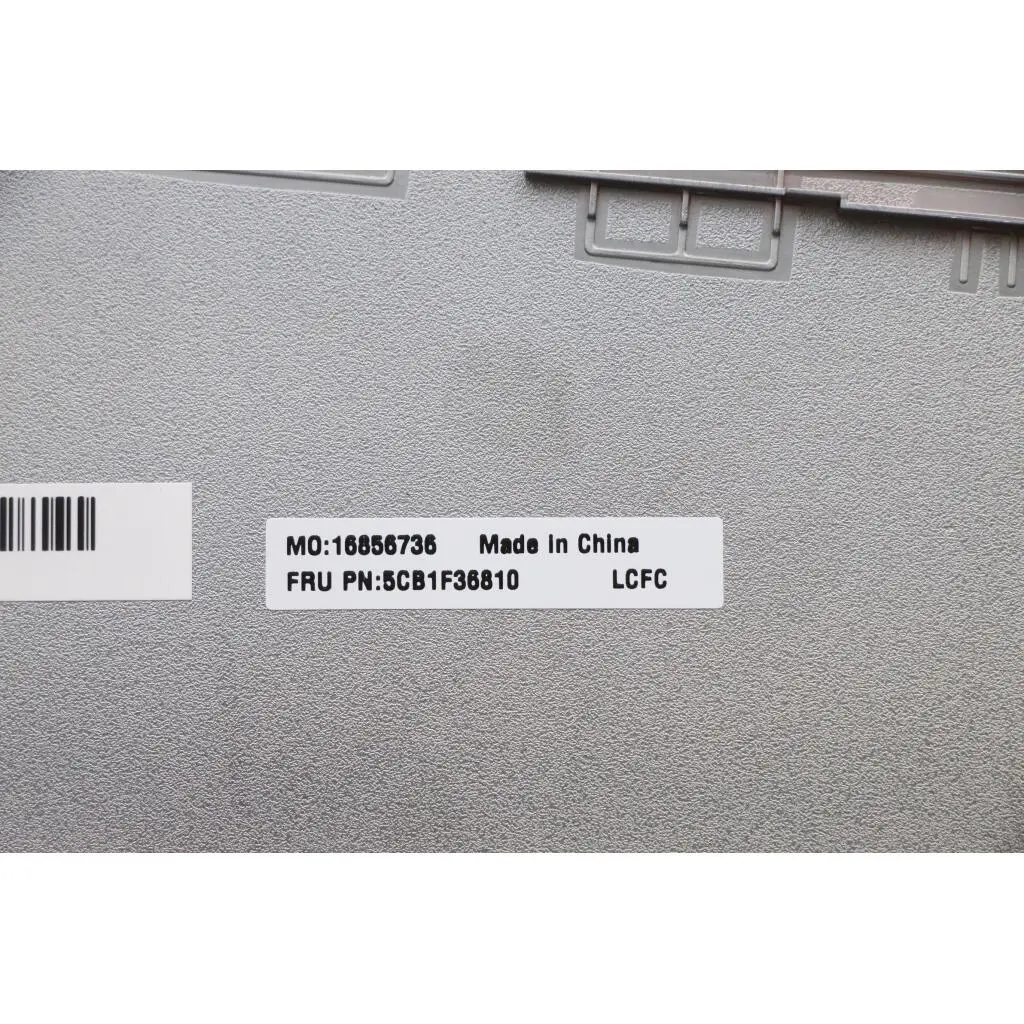 MO:16856736 Made in China
FRU PN:5CB1F36810 LCFC